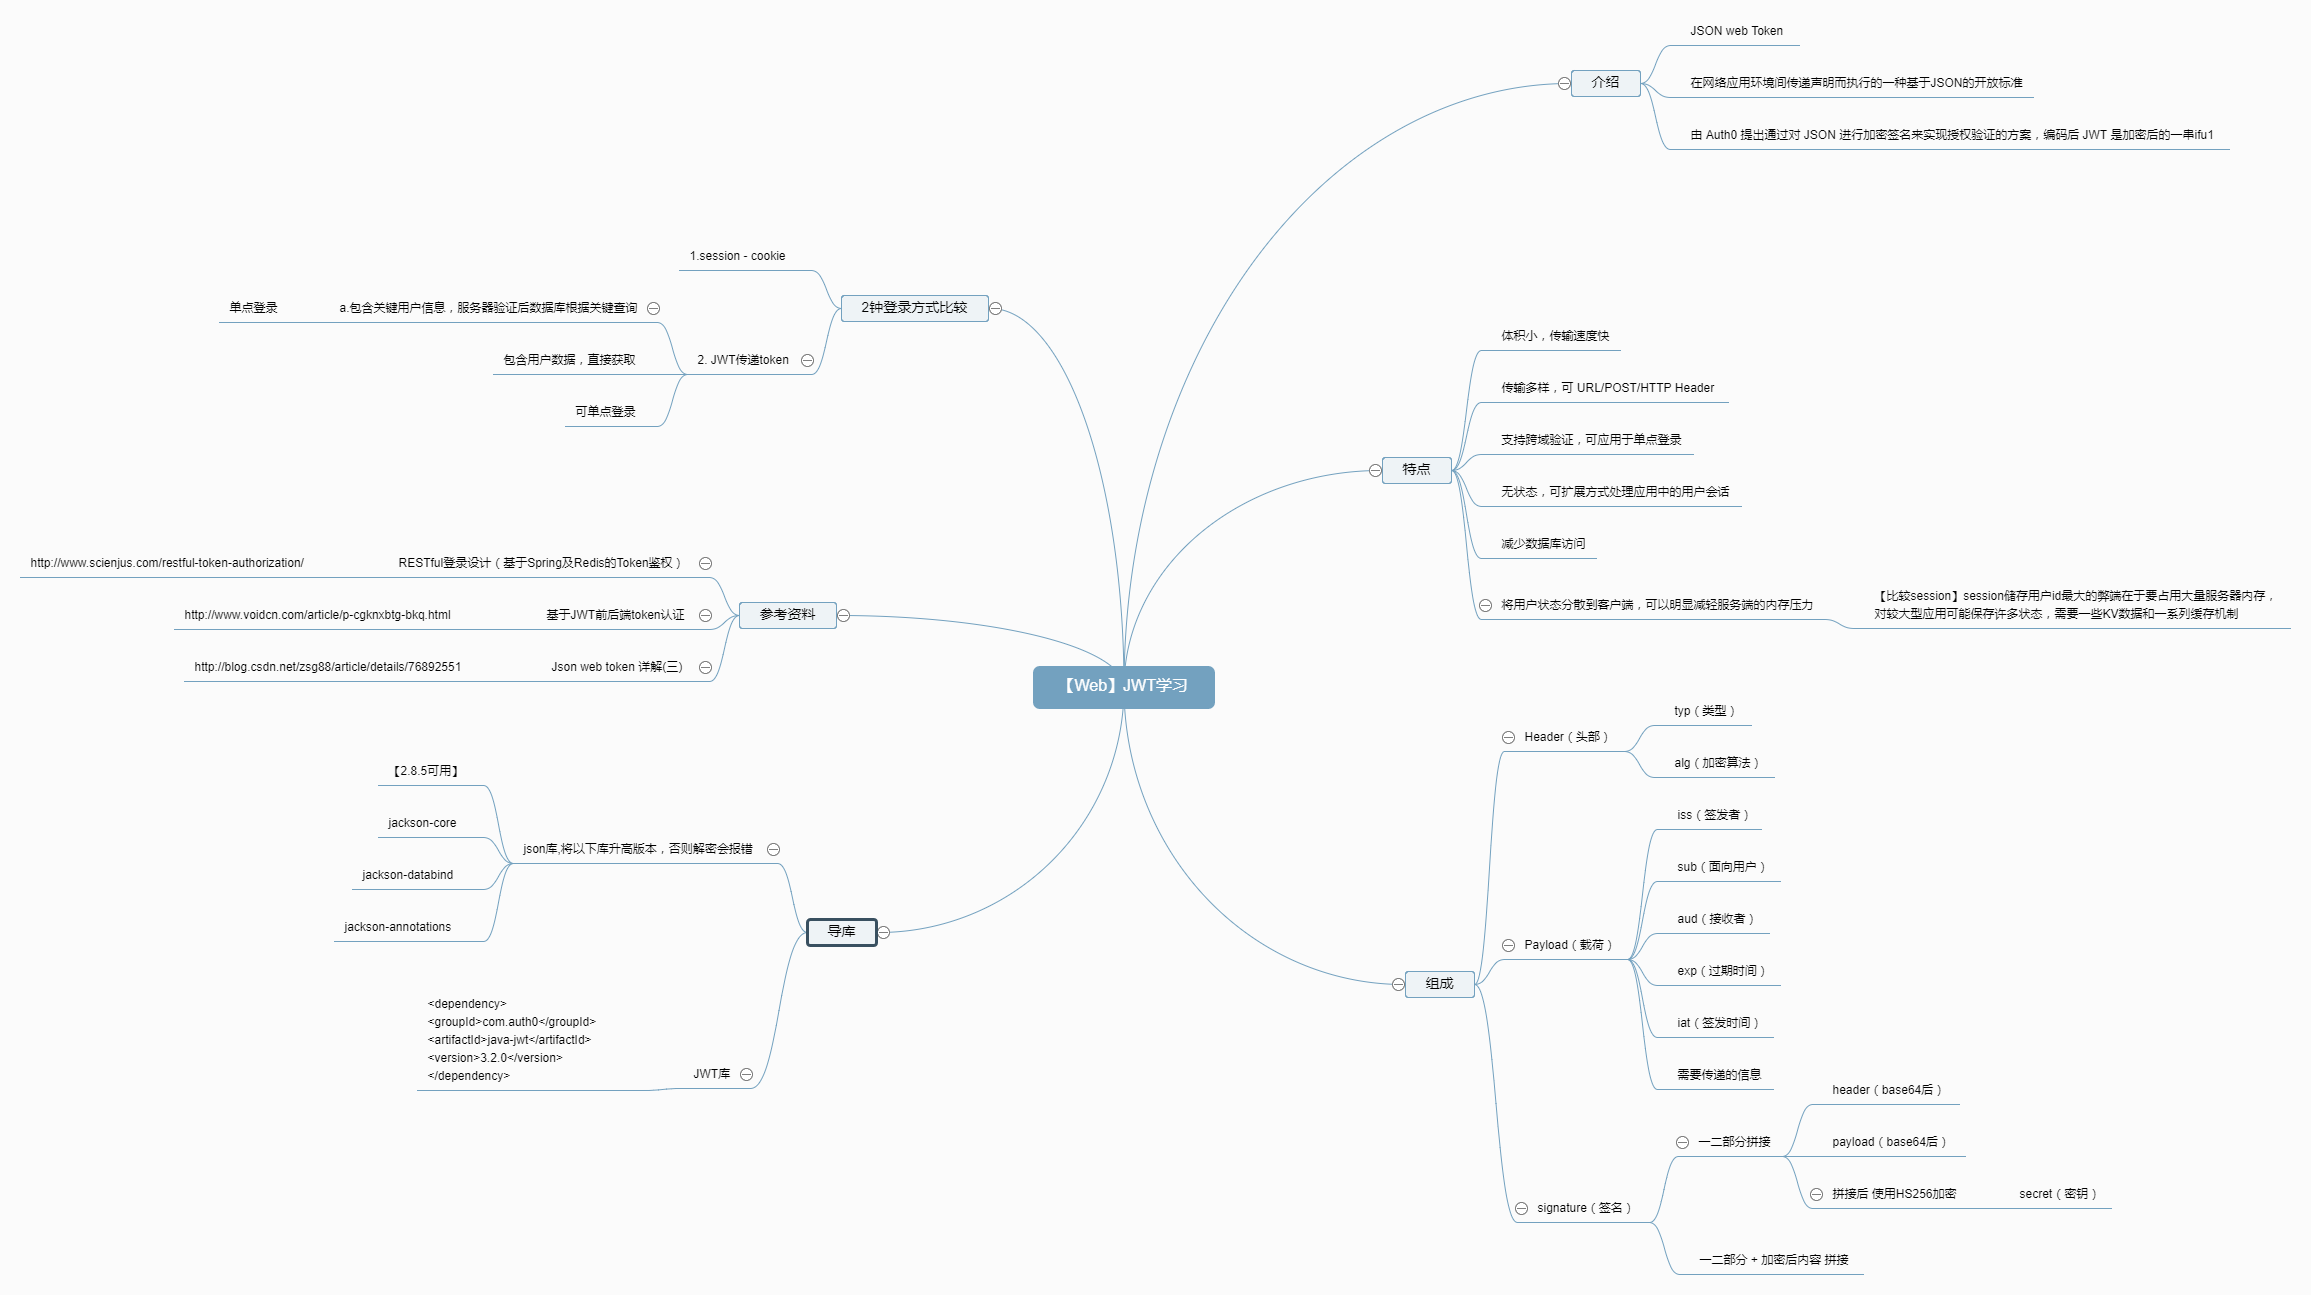 【Web】JWT学习
介绍
JSON web Token
在网络应用环境间传递声明而执行的一种基于JSON的开放标准
由 Auth0 提出通过对 JSON 进行加密签名来实现授权验证的方案，编码后 JWT 是加密后的一串ifu1
特点
体积小，传输速度快
传输多样，可 URL/POST/HTTP Header
支持跨域验证，可应用于单点登录
无状态，可扩展方式处理应用中的用户会话
减少数据库访问
将用户状态分散到客户端，可以明显减轻服务端的内存压力
【比较session】session储存用户id最大的弊端在于要占用大量服务器内存，
对较大型应用可能保存许多状态，需要一些KV数据和一系列缓存机制
组成
Header（头部）
typ（类型）
alg（加密算法）
Payload（载荷）
iss（签发者）
sub（面向用户）
aud（接收者）
exp（过期时间）
iat（签发时间）
需要传递的信息
signature（签名）
一二部分拼接
header（base64后）
payload（base64后）
拼接后 使用HS256加密
secret（密钥）
一二部分 + 加密后内容 拼接
2钟登录方式比较
1.session - cookie
2. JWT传递token
a.包含关键用户信息，服务器验证后数据库根据关键查询
单点登录
包含用户数据，直接获取
可单点登录
参考资料
RESTful登录设计（基于Spring及Redis的Token鉴权）
http://www.scienjus.com/restful-token-authorization/
基于JWT前后端token认证
http://www.voidcn.com/article/p-cgknxbtg-bkq.html
Json web token 详解(三)
http://blog.csdn.net/zsg88/article/details/76892551
导库
json库,将以下库升高版本，否则解密会报错
【2.8.5可用】
jackson-core
jackson-databind
jackson-annotations
JWT库
<dependency>
<groupId>com.auth0</groupId>
<artifactId>java-jwt</artifactId>
<version>3.2.0</version>
</dependency>